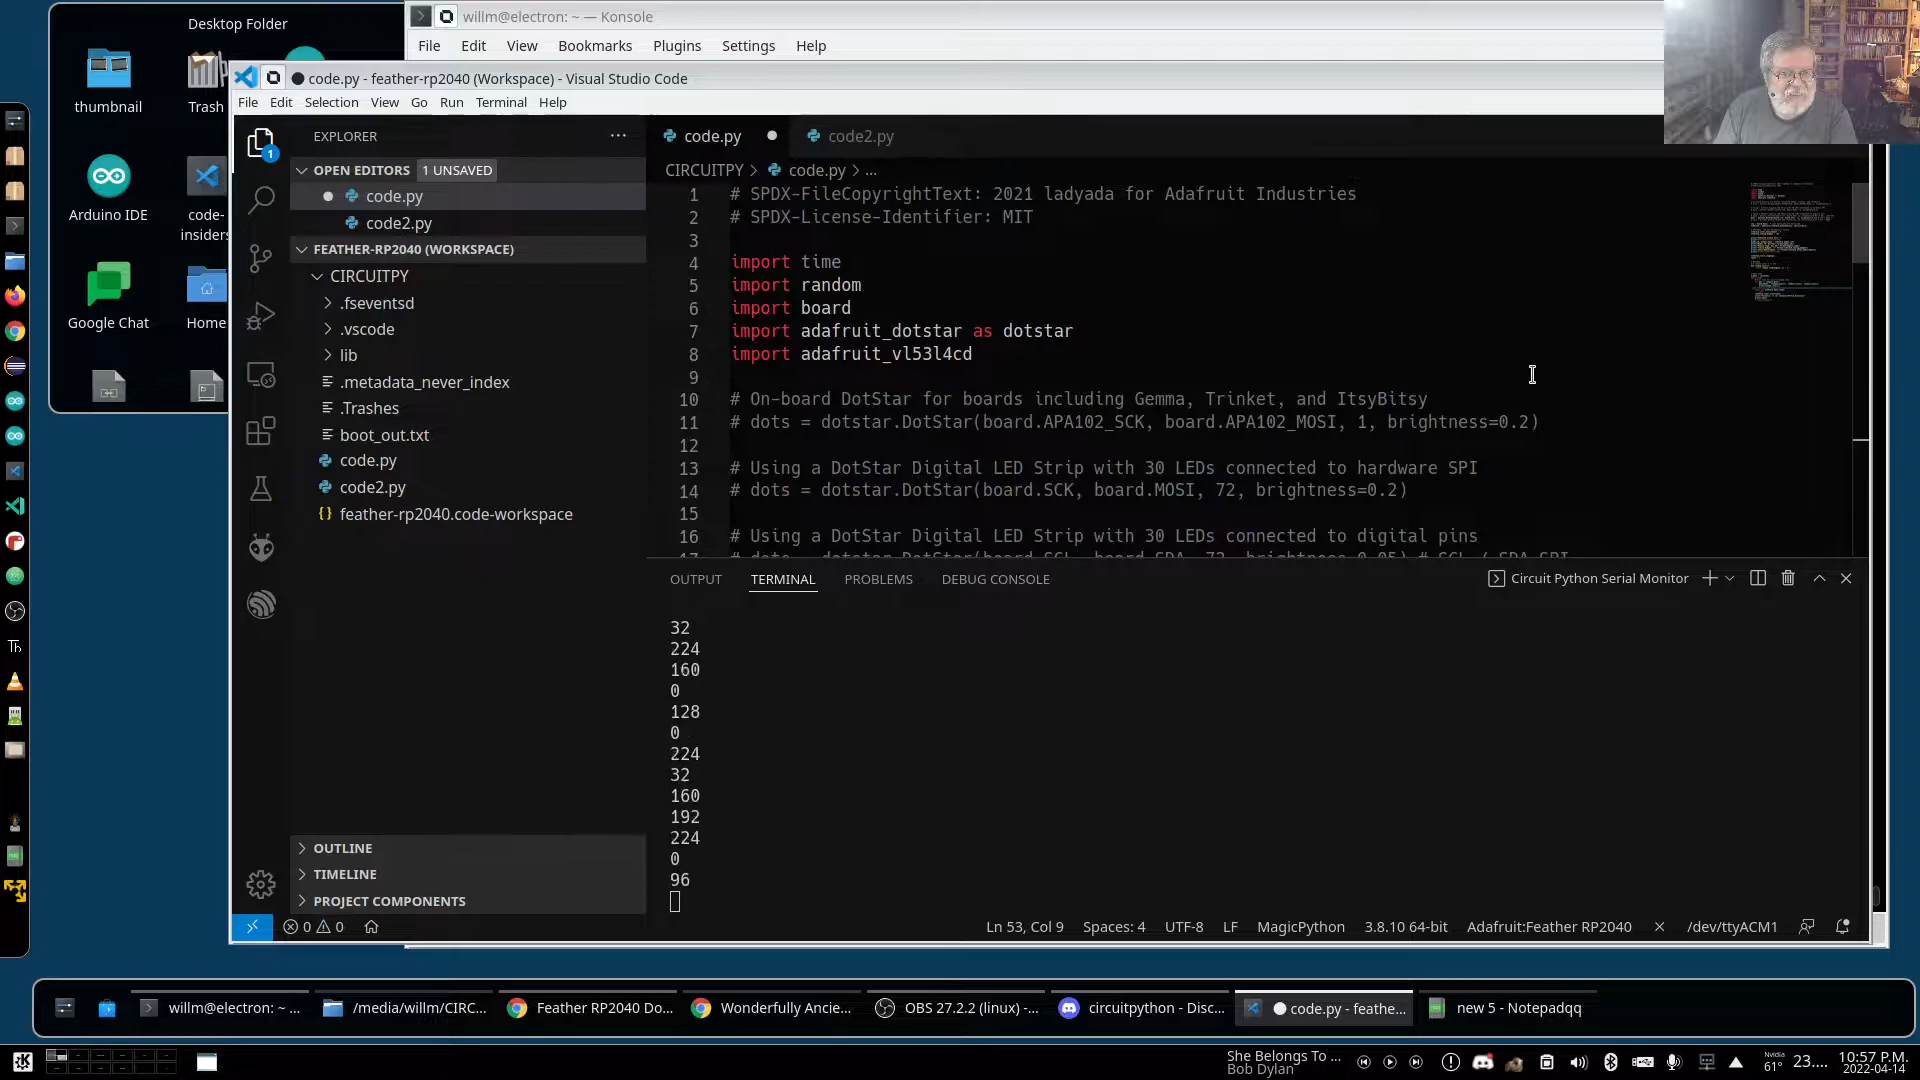 Desktop Folder
thumbnail
Trash
Arduino IDE
code-
insiders
Google Chat
Home
willm@electron: ~ — Konsole
File Edit View Bookmarks Plugins Settings Help
code.py - feather-rp2040 (Workspace) - Visual Studio Code
File Edit Selection View Go Run Terminal Help
EXPLORER
1
OPEN EDITORS 1 UNSAVED
code.py
code2.py
FEATHER-RP2040 (WORKSPACE)
CIRCUITPY
.fseventsd
.vscode
lib
.metadata_never_index
.Trashes
boot_out.txt
code.py
code2.py
feather-rp2040.code-workspace
OUTLINE
TIMELINE
PROJECT COMPONENTS
code.py code2.py
CIRCUITPY > code.py > ...
1 # SPDX-FileCopyrightText: 2021 ladyada for Adafruit Industries
2 # SPDX-License-Identifier: MIT
3
4 import time
5 import random
6 import board
7 import adafruit_dotstar as dotstar
8 import adafruit_vl53l4cd
9
10 # On-board DotStar for boards including Gemma, Trinket, and ItsyBitsy
11 # dots = dotstar.DotStar(board.APA102_SCK, board.APA102_MOSI, 1, brightness=0.2)
12
13 # Using a DotStar Digital LED Strip with 30 LEDs connected to hardware SPI
14 # dots = dotstar.DotStar(board.SCK, board.MOSI, 72, brightness=0.2)
15
16 # Using a DotStar Digital LED Strip with 30 LEDs connected to digital pins
OUTPUT TERMINAL PROBLEMS DEBUG CONSOLE
Circuit Python Serial Monitor
32
224
160
0
128
0
224
32
160
192
224
0
96
0 0
Ln 53, Col 9 Spaces: 4 UTF-8 LF MagicPython 3.8.10 64-bit Adafruit:Feather RP2040 /dev/ttyACM1
willm@electron: ~ ...
/media/willm/CIRC...
Feather RP2040 Do...
Wonderfully Ancie...
OBS 27.2.2 (linux) -...
circuitpython - Disc...
code.py - feathe...
new 5 - Notepadqq
She Belongs To ...
Bob Dylan
Nvidia
61°
23....
10:57 P.M.
2022-04-14